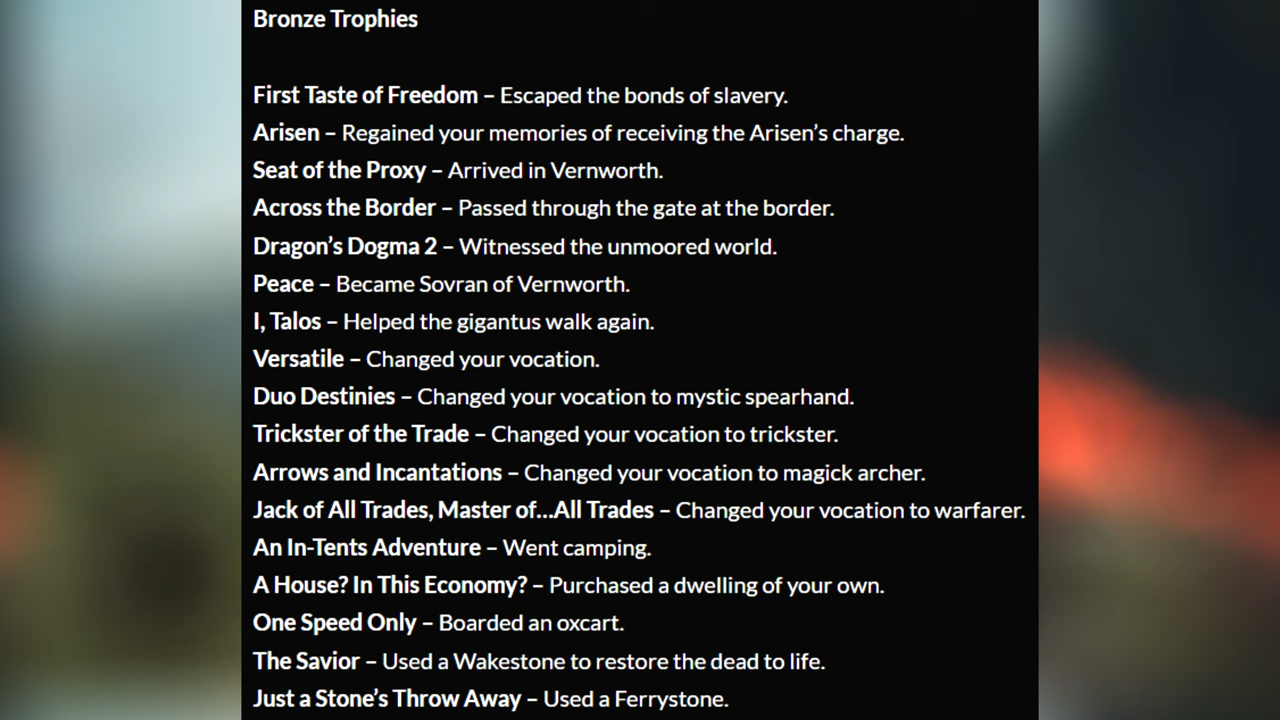 Bronze Trophies
First Taste of Freedom – Escaped the bonds of slavery.
Arisen – Regained your memories of receiving the Arisen’s charge.
Seat of the Proxy – Arrived in Vernworth.
Across the Border – Passed through the gate at the border.
Dragon’s Dogma 2 – Witnessed the unmoored world.
Peace – Became Sovran of Vernworth.
I, Talos – Helped the gigantus walk again.
Versatile – Changed your vocation.
Duo Destinies – Changed your vocation to mystic spearhand.
Trickster of the Trade – Changed your vocation to trickster.
Arrows and Incantations – Changed your vocation to magick archer.
Jack of All Trades, Master of…All Trades – Changed your vocation to warfarer.
An In-Tents Adventure – Went camping.
A House? In This Economy? – Purchased a dwelling of your own.
One Speed Only – Boarded an oxcart.
The Savior – Used a Wakestone to restore the dead to life.
Just a Stone’s Throw Away – Used a Ferrystone.